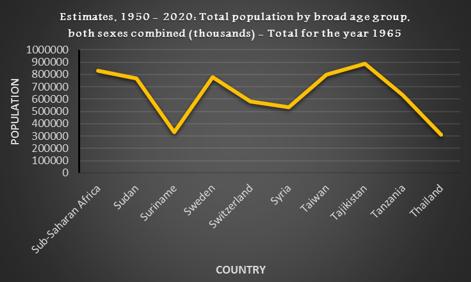 Estimates, 1950 - 2020: Total population by broad age group,
both sexes combined (thousands) - Total for the year 1965
POPULATION
1000000
900000
800000
700000
600000
500000
400000
300000
200000
100000
0
Sub-Saharan Africa
Sudan
Suriname
Sweden
Switzerland
Syria
Taiwan
Tajikistan
Tanzania
Thailand
COUNTRY